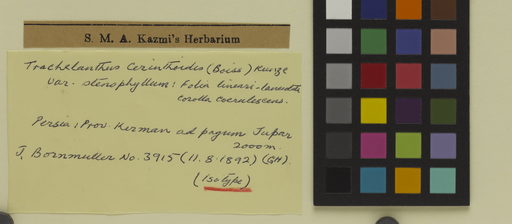 S. M. A. Kazmi's Herbarium
Trachelanthus Cerinthoides (Boiss) Kunze
Var. stenophyllum: Folia lineari-lanceolata
corolla coerulescens.
Persia: Prov. Kerman ad pagum Jupar
2000m.
J. Bornmuller No. 3915 (11.8.1892) (GH).
(Isotype)